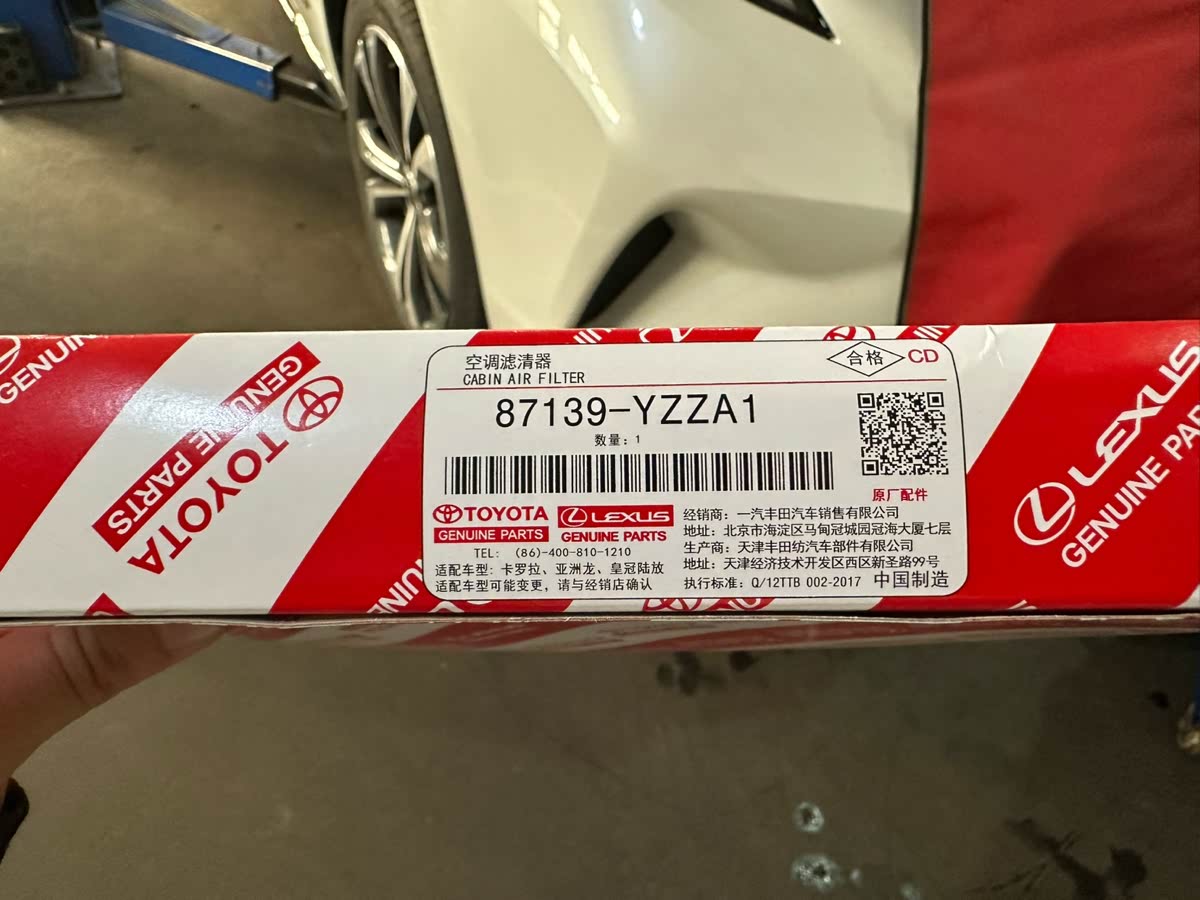 空调滤清器
CABIN AIR FILTER
合格 CD
87139-YZZA1
数量：1
原厂配件
TOYOTA
GENUINE PARTS
LEXUS
GENUINE PARTS
TEL: (86)-400-810-1210
适配车型：卡罗拉、亚洲龙、皇冠陆放
适配车型可能变更，请与经销店确认
经销商：一汽丰田汽车销售有限公司
地址：北京市海淀区马甸冠城园冠海大厦七层
生产商：天津丰田纺汽车部件有限公司
地址：天津经济技术开发区西区新圣路99号
执行标准：Q/12TTB 002-2017 中国制造
TOYOTA
GENUINE PARTS
LEXUS
GENUINE PA
GENUIN